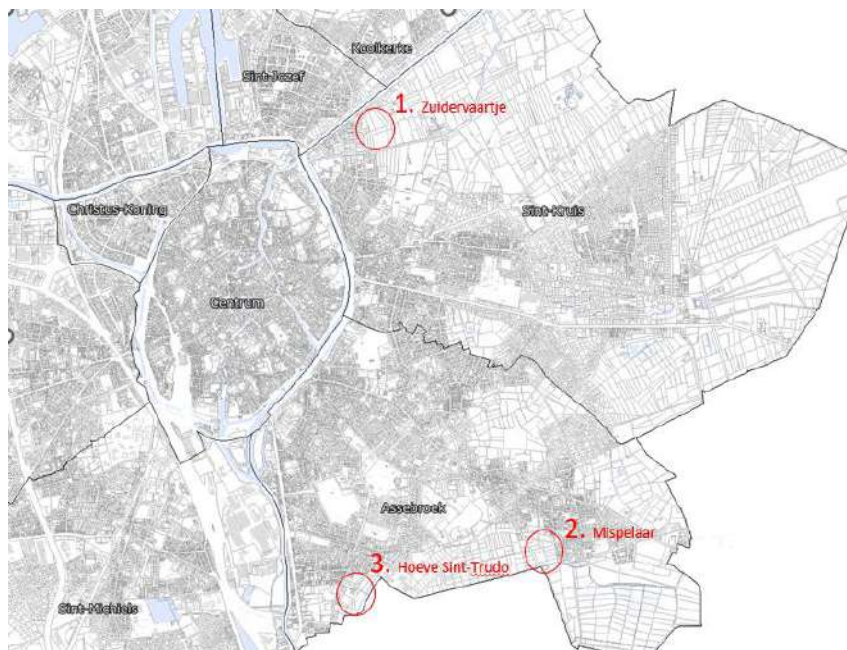 Koolkerke
Sint-Jozef
1. Zuidervaartje
Christus-Koning
Sint-Kruis
Centrum
Assebroek
2. Mispelaar
3. Hoeve Sint-Trudo
Sint-Michiels